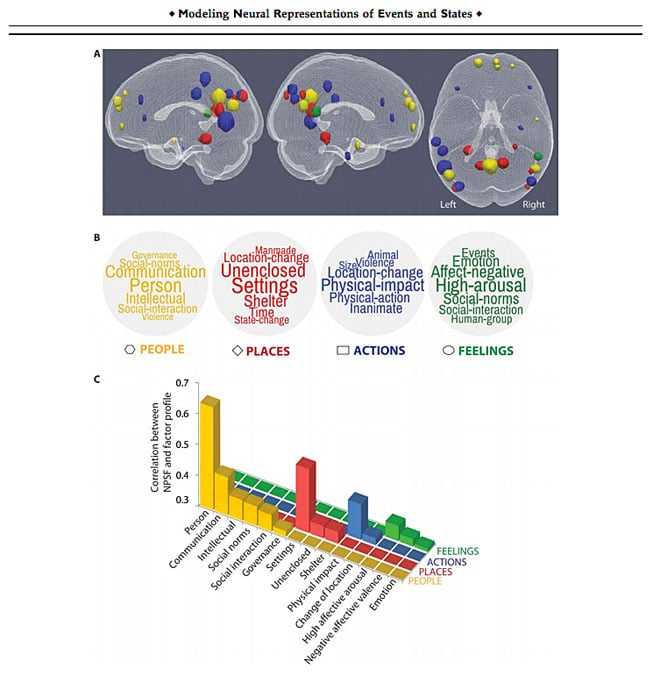 ◆ Modeling Neural Representations of Events and States ◆
A
Left
Right
B
Governance
Social-norms
Communication
Person
Intellectual
Social-interaction
Violence
Manmade
Location-change
Unenclosed
Settings
Shelter
Time
State-change
Animal
Violence
Size
Location-change
Physical-impact
Physical-action
Inanimate
Events
Emotion
Affect-negative
High-arousal
Social-norms
Social-interaction
Human-group
PEOPLE
PLACES
ACTIONS
FEELINGS
C
Correlation between
NPSF and factor profile
0.7
0.6
0.5
0.4
0.3
Person
Communication
Intellectual
Social norms
Social interaction
Governance
Settings
Unenclosed
Shelter
Physical impact
Change of location
High affective arousal
Negative affective valence
Emotion
FEELINGS
ACTIONS
PLACES
PEOPLE